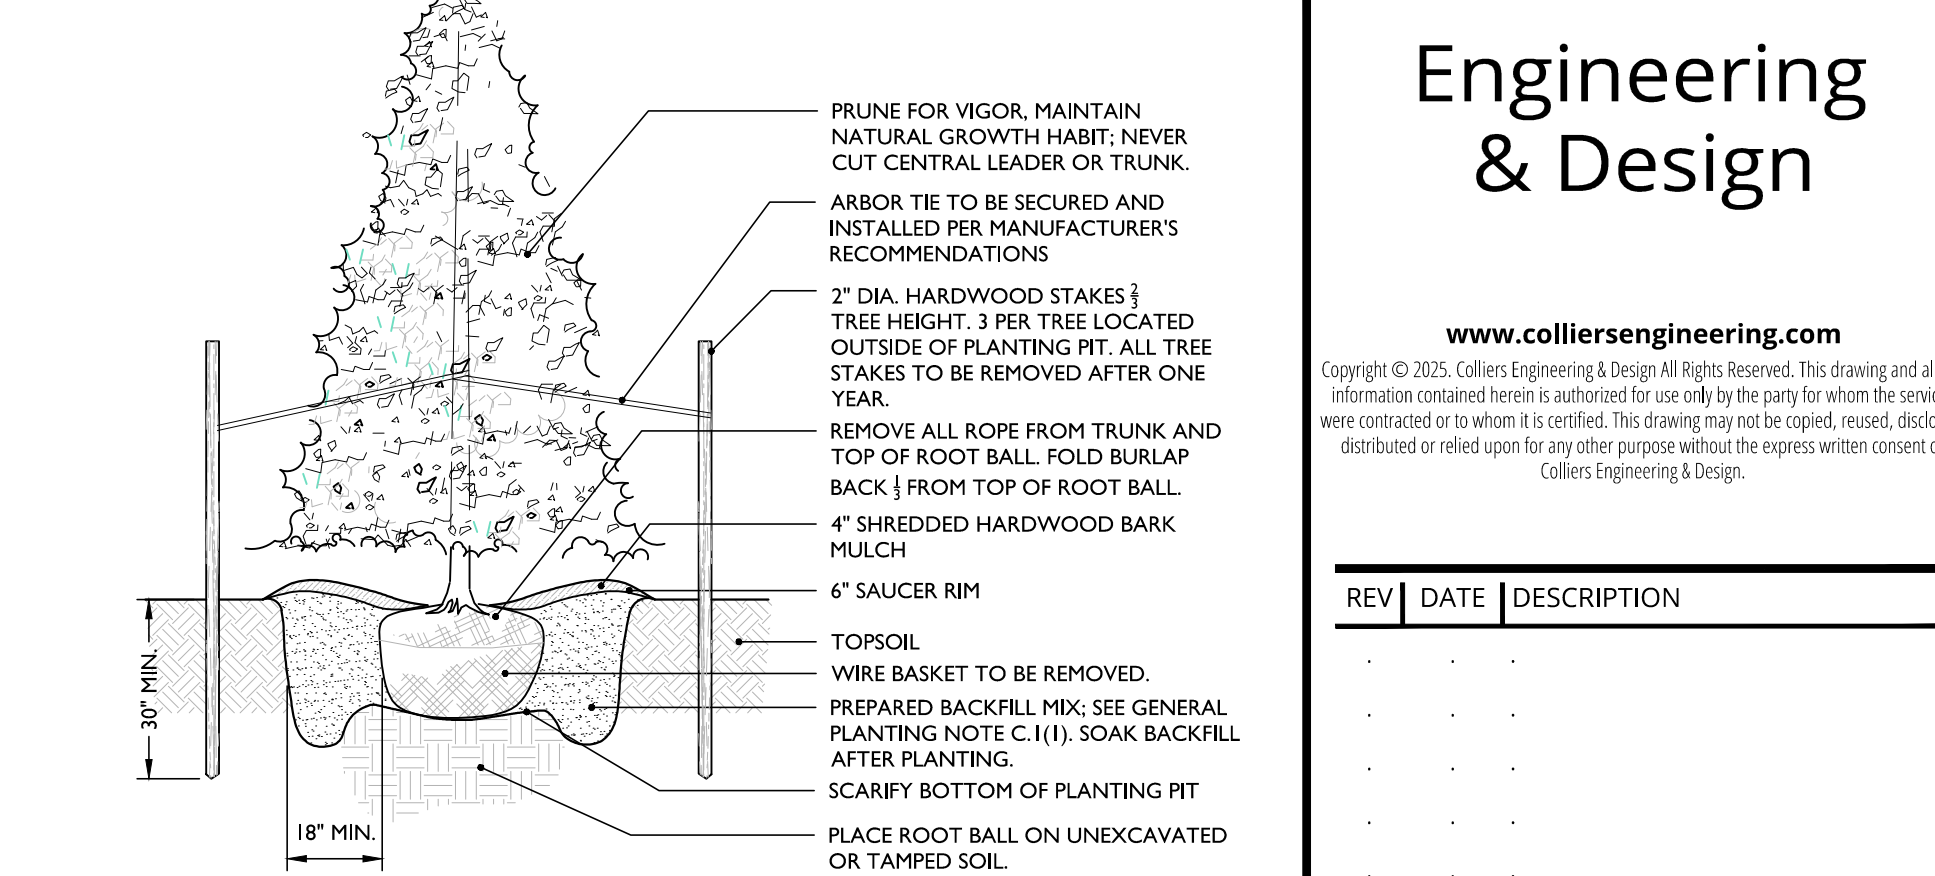 PRUNE FOR VIGOR, MAINTAIN
NATURAL GROWTH HABIT; NEVER
CUT CENTRAL LEADER OR TRUNK.
ARBOR TIE TO BE SECURED AND
INSTALLED PER MANUFACTURER'S
RECOMMENDATIONS
2" DIA. HARDWOOD STAKES 2/3
TREE HEIGHT. 3 PER TREE LOCATED
OUTSIDE OF PLANTING PIT. ALL TREE
STAKES TO BE REMOVED AFTER ONE
YEAR.
REMOVE ALL ROPE FROM TRUNK AND
TOP OF ROOT BALL. FOLD BURLAP
BACK 1/3 FROM TOP OF ROOT BALL.
4" SHREDDED HARDWOOD BARK
MULCH
6" SAUCER RIM
TOPSOIL
WIRE BASKET TO BE REMOVED.
PREPARED BACKFILL MIX; SEE GENERAL
PLANTING NOTE C.1(1). SOAK BACKFILL
AFTER PLANTING.
SCARIFY BOTTOM OF PLANTING PIT
PLACE ROOT BALL ON UNEXCAVATED
OR TAMPED SOIL.
30" MIN.
18" MIN.
Engineering
& Design
www.colliersengineering.com
Copyright © 2025. Colliers Engineering & Design All Rights Reserved. This drawing and al
information contained herein is authorized for use only by the party for whom the servic
were contracted or to whom it is certified. This drawing may not be copied, reused, disclo
distributed or relied upon for any other purpose without the express written consent o
Colliers Engineering & Design.
REV DATE DESCRIPTION
. . .
. . .
. . .
. . .